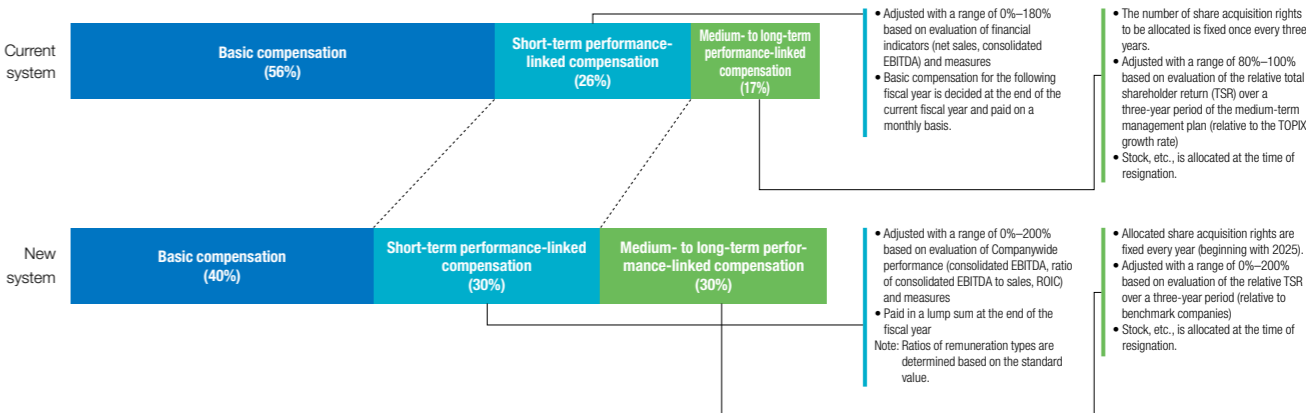 Current
system
Basic compensation
(56%)
Short-term performance-
linked compensation
(26%)
Medium- to long-term
performance-linked
compensation
(17%)
• Adjusted with a range of 0%–180%
based on evaluation of financial
indicators (net sales, consolidated
EBITDA) and measures
• Basic compensation for the following
fiscal year is decided at the end of the
current fiscal year and paid on a
monthly basis.
• The number of share acquisition rights
to be allocated is fixed once every three
years.
• Adjusted with a range of 80%–100%
based on evaluation of the relative total
shareholder return (TSR) over a
three-year period of the medium-term
management plan (relative to the TOPIX
growth rate)
• Stock, etc., is allocated at the time of
resignation.
New
system
Basic compensation
(40%)
Short-term performance-linked
compensation
(30%)
Medium- to long-term perfor-
mance-linked compensation
(30%)
• Adjusted with a range of 0%–200%
based on evaluation of Companywide
performance (consolidated EBITDA, ratio
of consolidated EBITDA to sales, ROIC)
and measures
• Paid in a lump sum at the end of the
fiscal year
Note: Ratios of remuneration types are
determined based on the standard
value.
• Allocated share acquisition rights are
fixed every year (beginning with 2025).
• Adjusted with a range of 0%–200%
based on evaluation of the relative TSR
over a three-year period (relative to
benchmark companies)
• Stock, etc., is allocated at the time of
resignation.